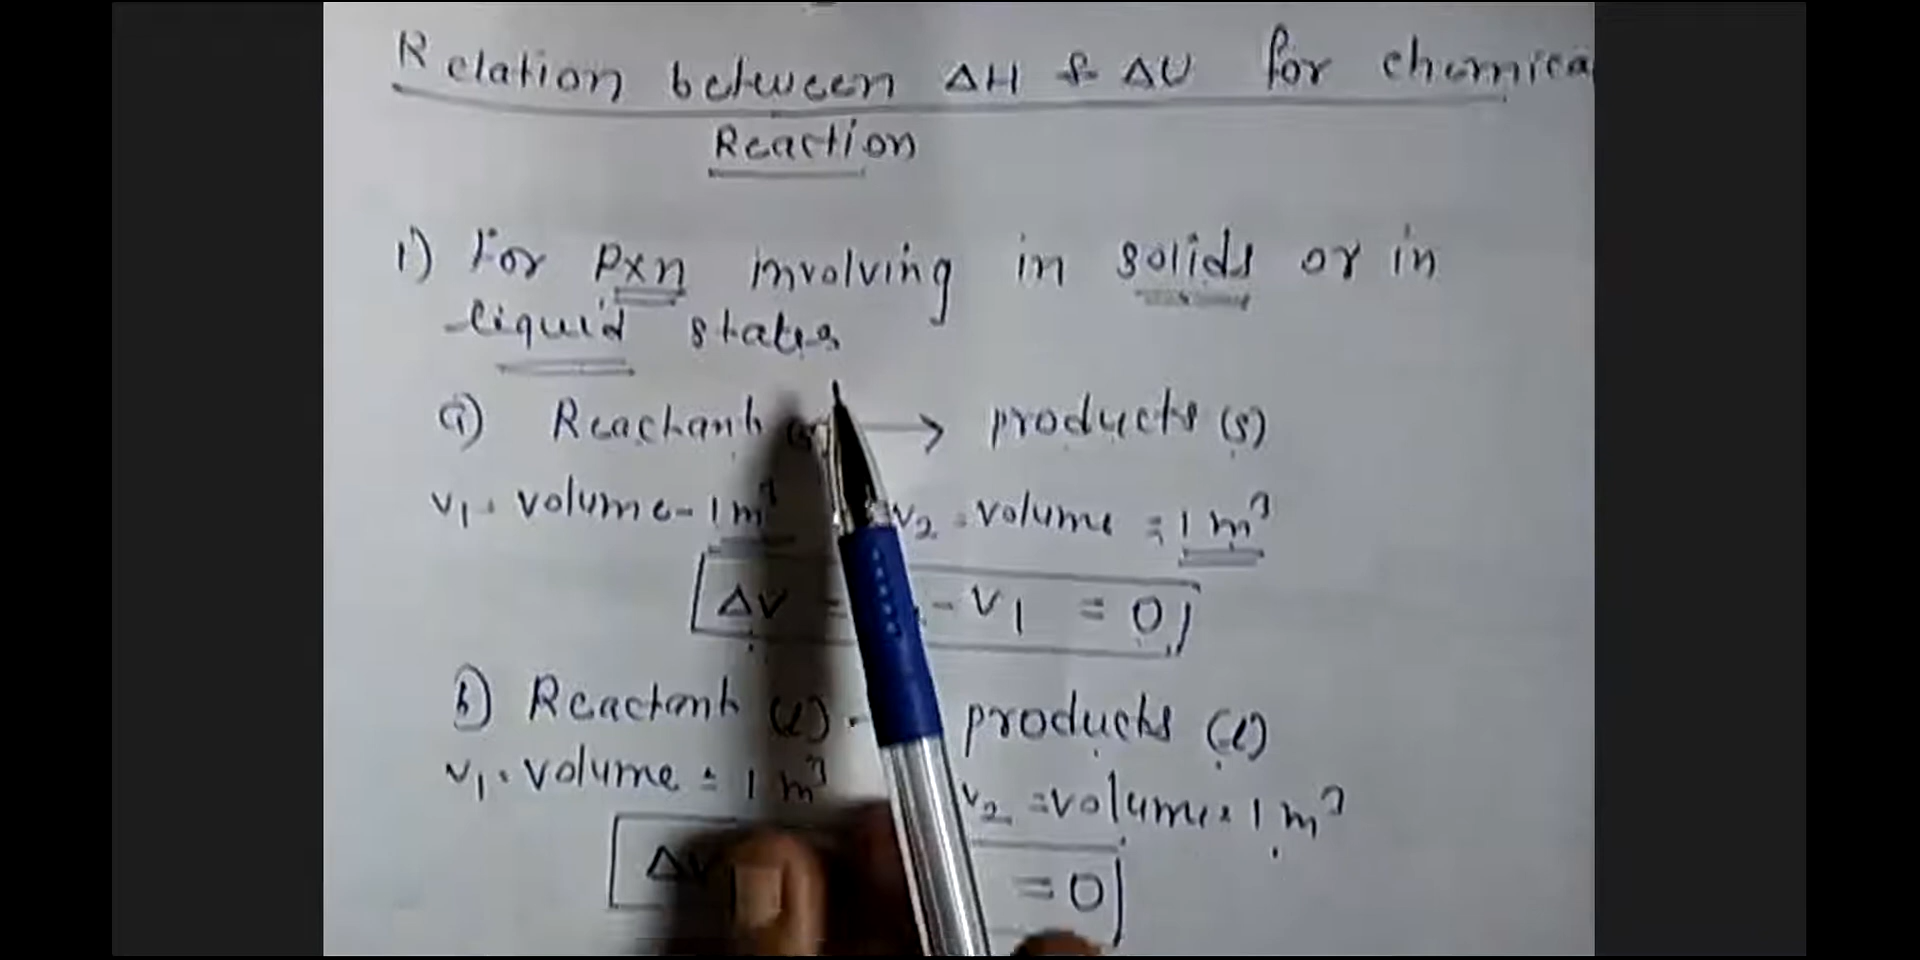 Relation between ΔH & ΔU for chemica
Reaction
1) For Rxn involving in solids or in
liquid states
a) Reactants (s) → products (s)
V1 = volume = 1 m³ V2 = volume = 1 m³
ΔV = - V1 = 0
b) Reactants (l) - products (l)
V1 = volume = 1 m³ V2 = volume = 1 m³
ΔV = 0